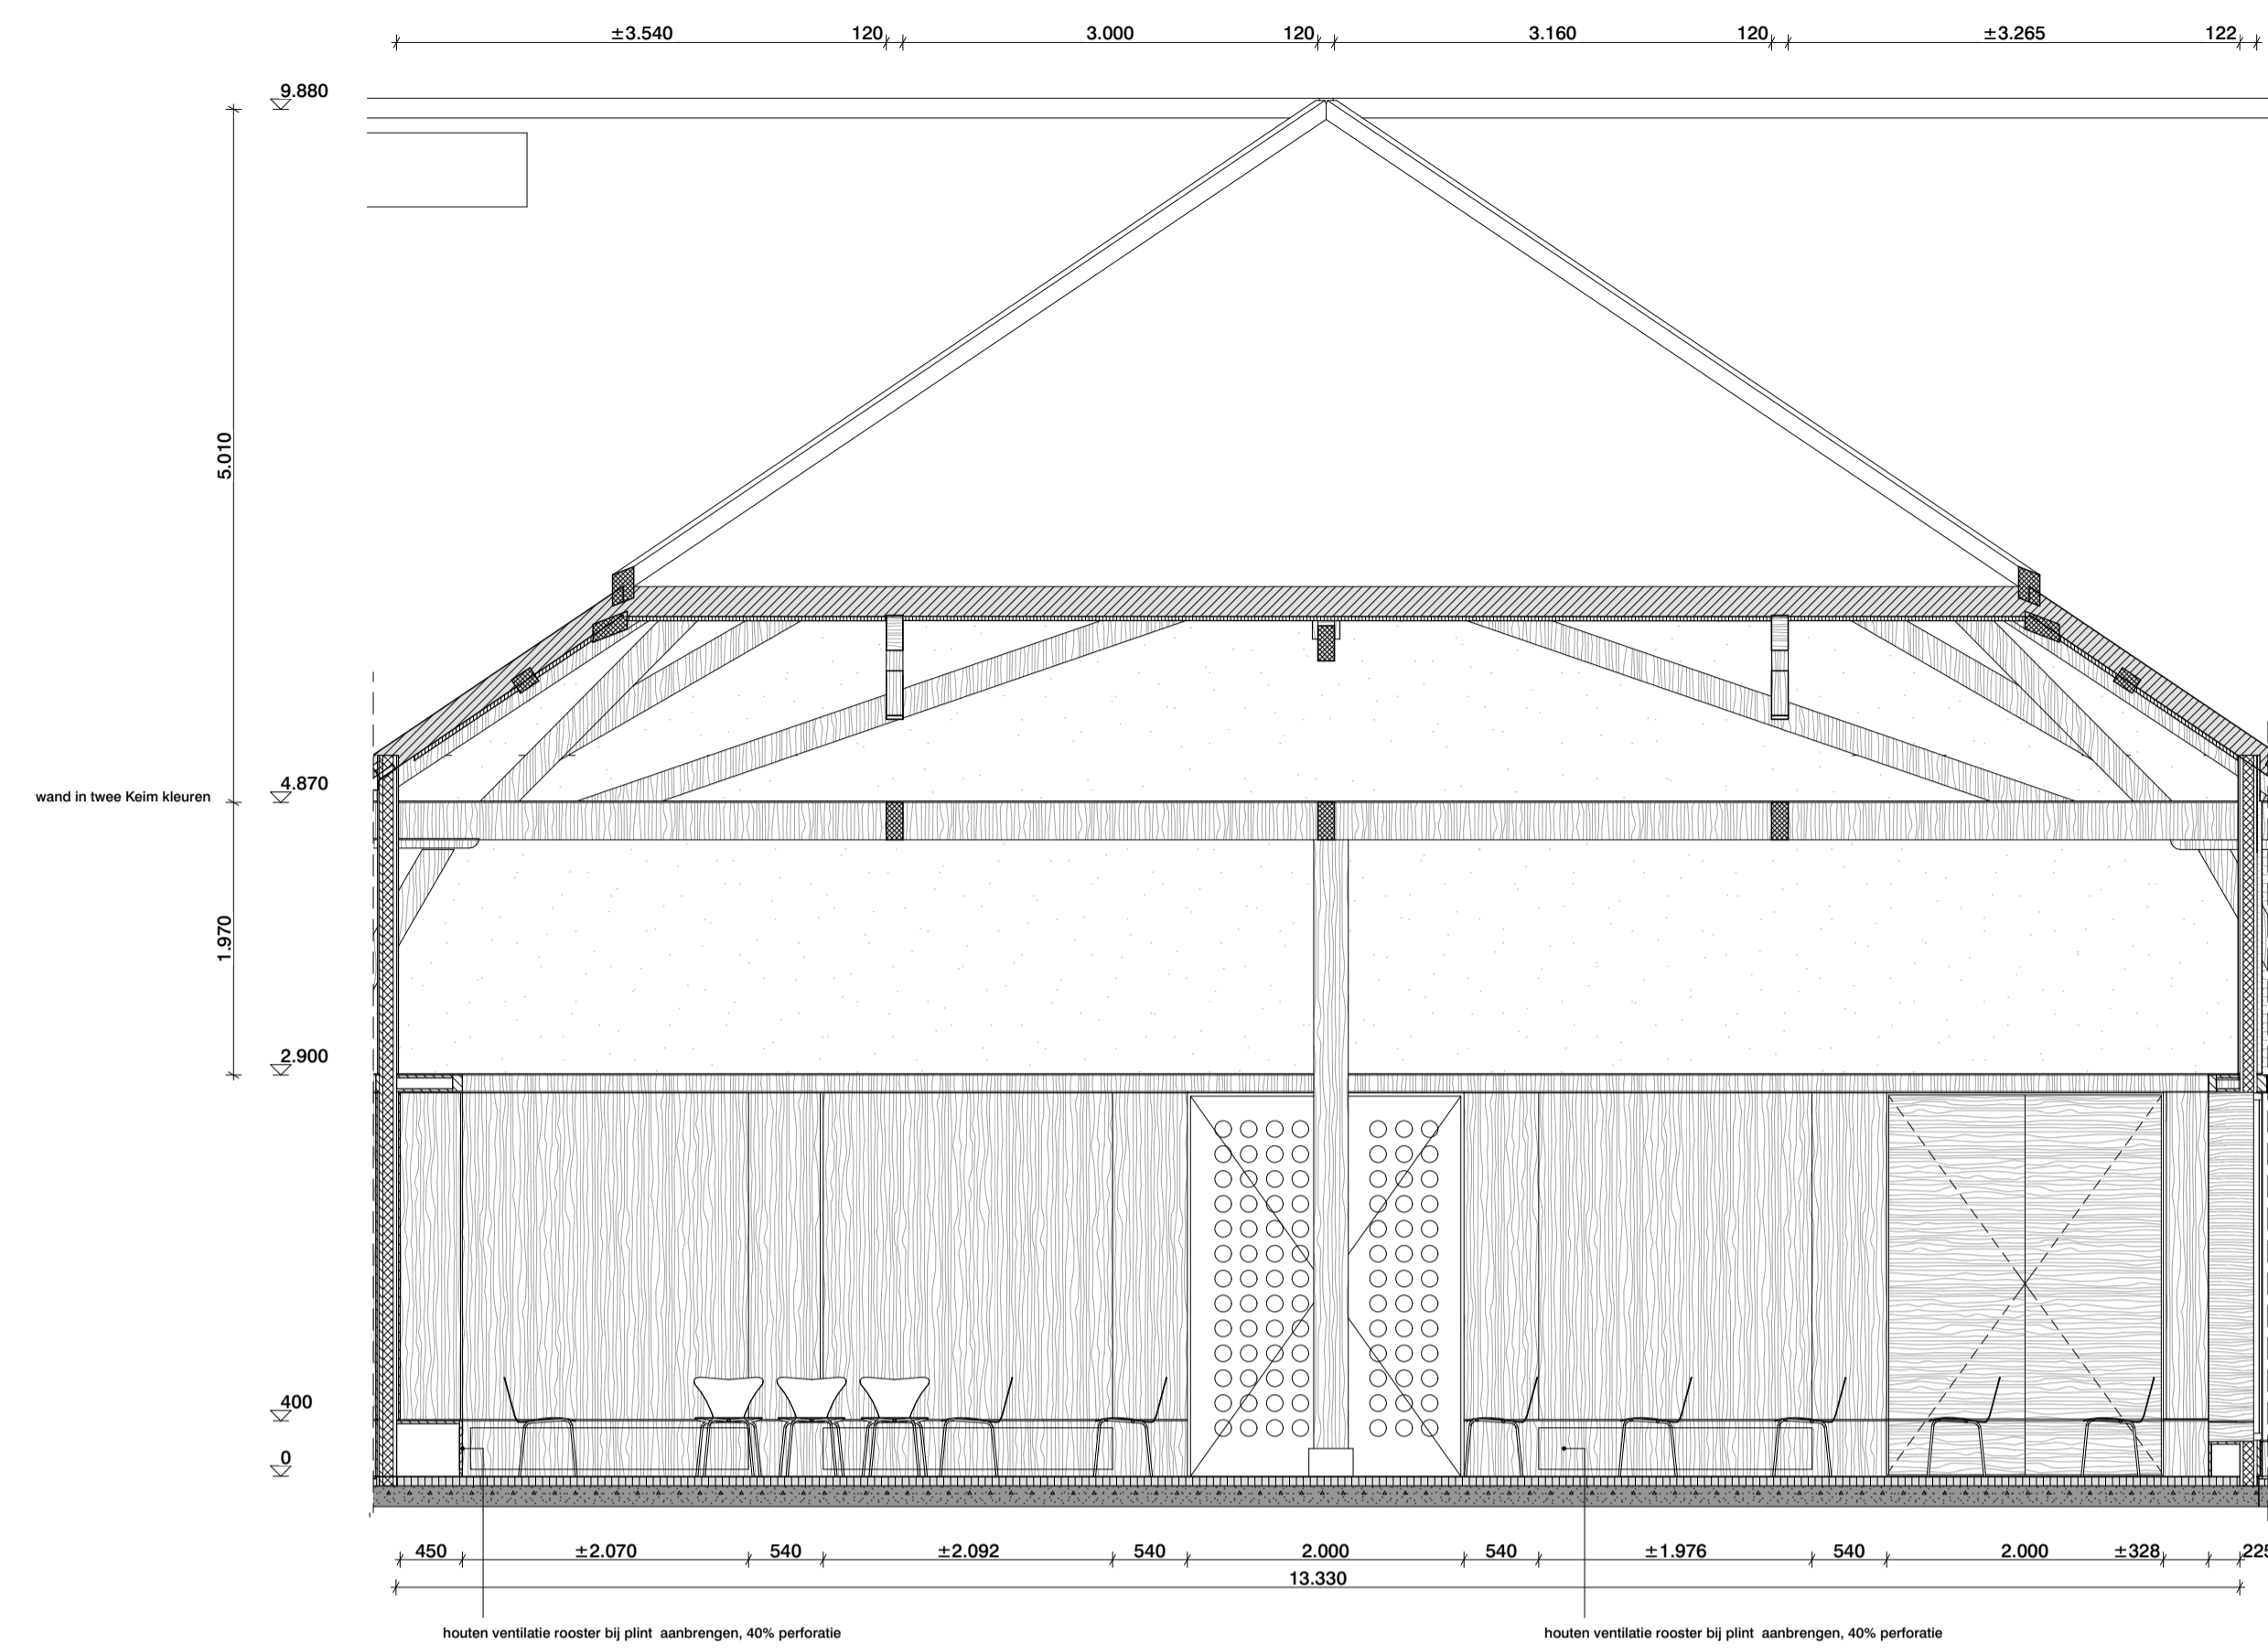 ±3.540 120 3.000 120 3.160 120 ±3.265 122
9.880
5.010
4.870
wand in twee Keim kleuren
1.970
2.900
400
0
450 ±2.070 540 ±2.092 540 2.000 540 ±1.976 540 2.000 ±328 225
13.330
houten ventilatie rooster bij plint aanbrengen, 40% perforatie
houten ventilatie rooster bij plint aanbrengen, 40% perforatie